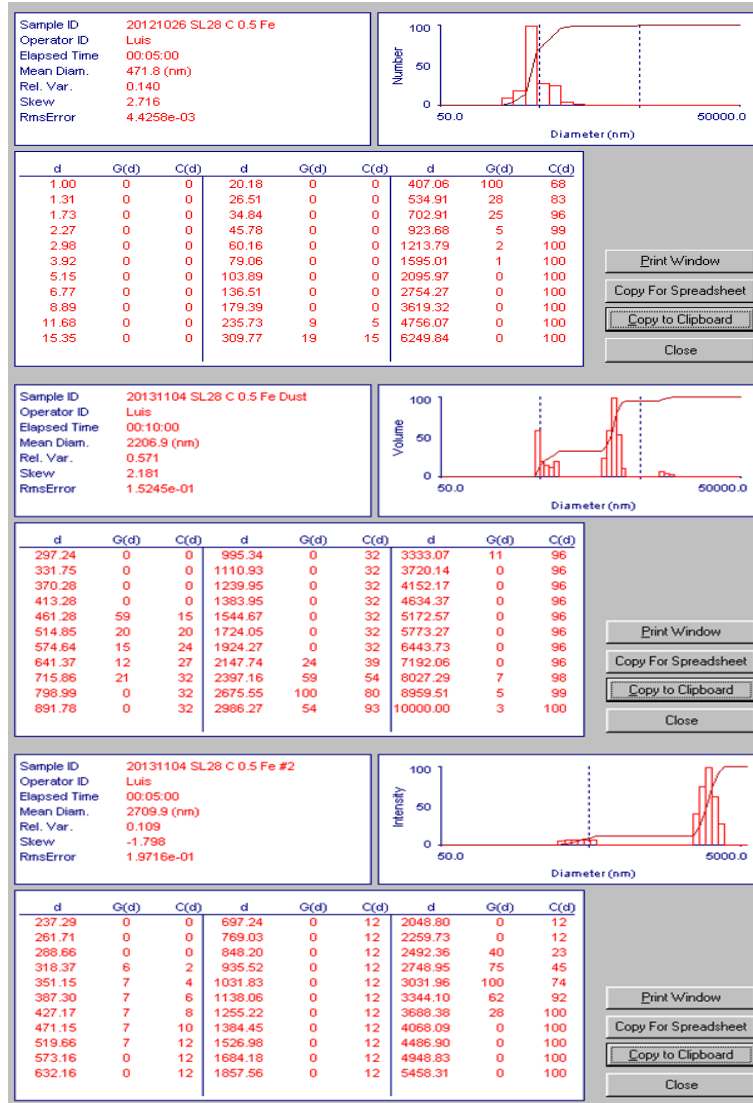 Sample ID 20121026 SL28 C 0.5 Fe
Operator ID Luis
Elapsed Time 00:05:00
Mean Diam. 471.8 (nm)
Rel. Var. 0.140
Skew 2.716
RmsError 4.4258e-03
100
50
0
Number
50.0 50000.0
Diameter (nm)
d G(d) C(d) d G(d) C(d) d G(d) C(d)
1.00 0 0 20.18 0 0 407.06 100 68
1.31 0 0 26.51 0 0 534.91 28 83
1.73 0 0 34.84 0 0 702.91 25 96
2.27 0 0 45.78 0 0 923.68 5 99
2.98 0 0 60.16 0 0 1213.79 2 100
3.92 0 0 79.06 0 0 1595.01 1 100
5.15 0 0 103.89 0 0 2095.97 0 100
6.77 0 0 136.51 0 0 2754.27 0 100
8.89 0 0 179.39 0 0 3619.32 0 100
11.68 0 0 235.73 9 5 4756.07 0 100
15.35 0 0 309.77 19 15 6249.84 0 100
Print Window
Copy For Spreadsheet
Copy to Clipboard
Close
Sample ID 20131104 SL28 C 0.5 Fe Dust
Operator ID Luis
Elapsed Time 00:10:00
Mean Diam. 2206.9 (nm)
Rel. Var. 0.571
Skew 2.181
RmsError 1.5245e-01
100
50
0
Volume
50.0 50000.0
Diameter (nm)
d G(d) C(d) d G(d) C(d) d G(d) C(d)
297.24 0 0 995.34 0 32 3333.07 11 96
331.75 0 0 1110.93 0 32 3720.14 0 96
370.28 0 0 1239.95 0 32 4152.17 0 96
413.28 0 0 1383.95 0 32 4634.37 0 96
461.28 59 15 1544.67 0 32 5172.57 0 96
514.85 20 20 1724.05 0 32 5773.27 0 96
574.64 15 24 1924.27 0 32 6443.73 0 96
641.37 12 27 2147.74 24 39 7192.06 0 96
715.86 21 32 2397.16 59 54 8027.29 7 98
798.99 0 32 2675.55 100 80 8959.51 5 99
891.78 0 32 2986.27 54 93 10000.00 3 100
Print Window
Copy For Spreadsheet
Copy to Clipboard
Close
Sample ID 20131104 SL28 C 0.5 Fe #2
Operator ID Luis
Elapsed Time 00:05:00
Mean Diam. 2709.9 (nm)
Rel. Var. 0.109
Skew -1.798
RmsError 1.9716e-01
100
50
0
Intensity
50.0 5000.0
Diameter (nm)
d G(d) C(d) d G(d) C(d) d G(d) C(d)
237.29 0 0 697.24 0 12 2048.80 0 12
261.71 0 0 769.03 0 12 2259.73 0 12
288.66 0 0 848.20 0 12 2492.36 40 23
318.37 6 2 935.52 0 12 2748.95 75 45
351.15 7 4 1031.83 0 12 3031.96 100 74
387.30 7 6 1138.06 0 12 3344.10 62 92
427.17 7 8 1255.22 0 12 3688.38 28 100
471.15 7 10 1384.45 0 12 4068.09 0 100
519.66 7 12 1526.98 0 12 4486.90 0 100
573.16 0 12 1684.18 0 12 4948.83 0 100
632.16 0 12 1857.56 0 12 5458.31 0 100
Print Window
Copy For Spreadsheet
Copy to Clipboard
Close